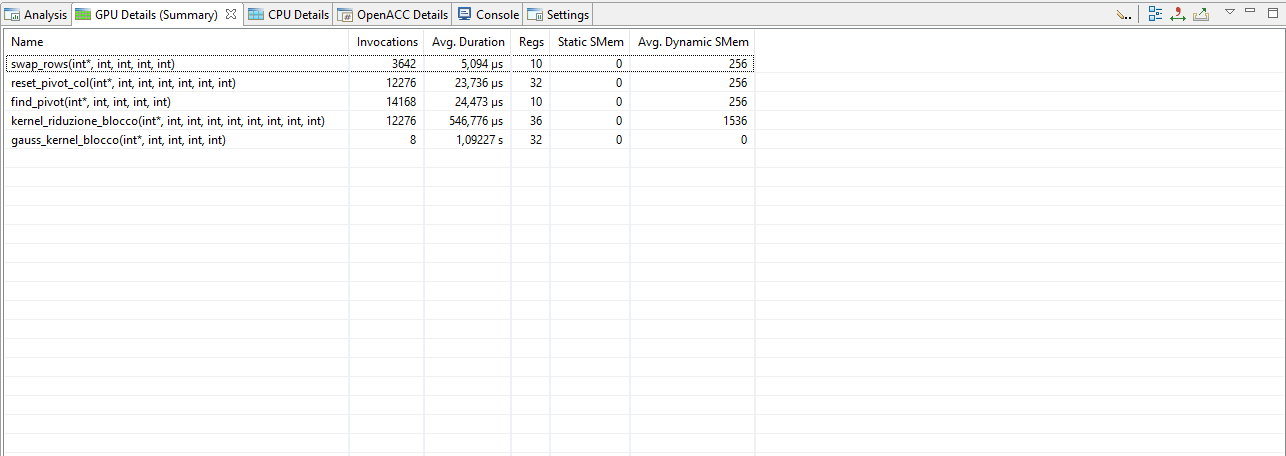 Analysis GPU Details (Summary) CPU Details OpenACC Details Console Settings
Name Invocations Avg. Duration Regs Static SMem Avg. Dynamic SMem
swap_rows(int*, int, int, int, int) 3642 5,094 µs 10 0 256
reset_pivot_col(int*, int, int, int, int, int, int) 12276 23,736 µs 32 0 256
find_pivot(int*, int, int, int, int) 14168 24,473 µs 10 0 256
kernel_riduzione_blocco(int*, int, int, int, int, int, int, int, int) 12276 546,776 µs 36 0 1536
gauss_kernel_blocco(int*, int, int, int, int) 8 1,09227 s 32 0 0